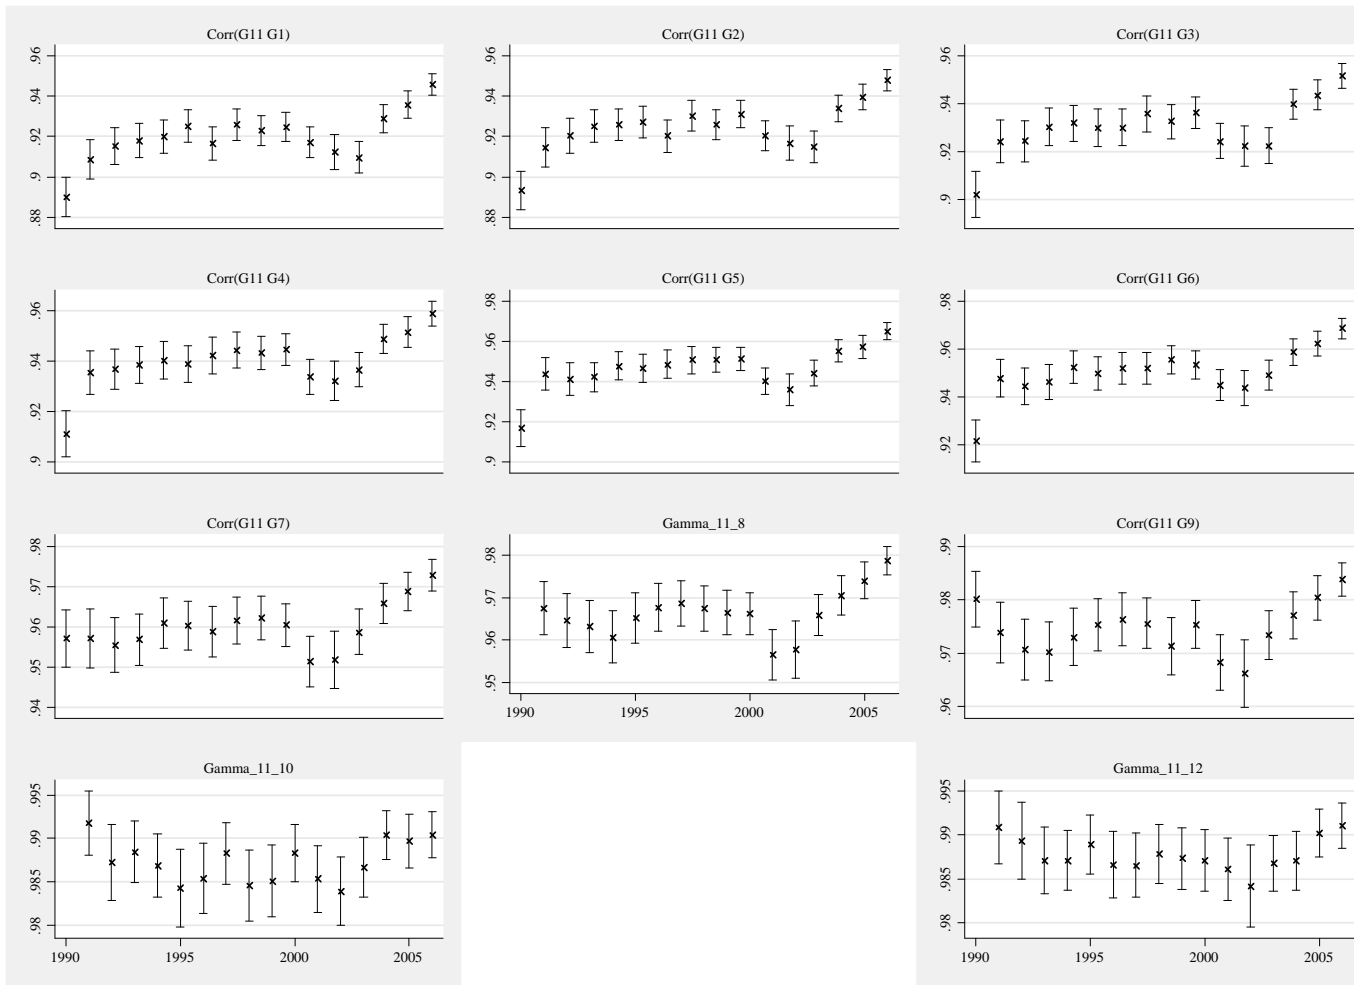 Corr(G11 G1)
.88 .9 .92 .94 .96
Corr(G11 G2)
.88 .9 .92 .94 .96
Corr(G11 G3)
.9 .92 .94 .96
Corr(G11 G4)
.9 .92 .94 .96
Corr(G11 G5)
.9 .92 .94 .96 .98
Corr(G11 G6)
.92 .94 .96 .98
Corr(G11 G7)
.94 .95 .96 .97 .98
Gamma_11_8
.95 .96 .97 .98
1990 1995 2000 2005
Corr(G11 G9)
.96 .97 .98 .99
Gamma_11_10
.98 .985 .99 .995
1990 1995 2000 2005
Gamma_11_12
.98 .985 .99 .995
1990 1995 2000 2005